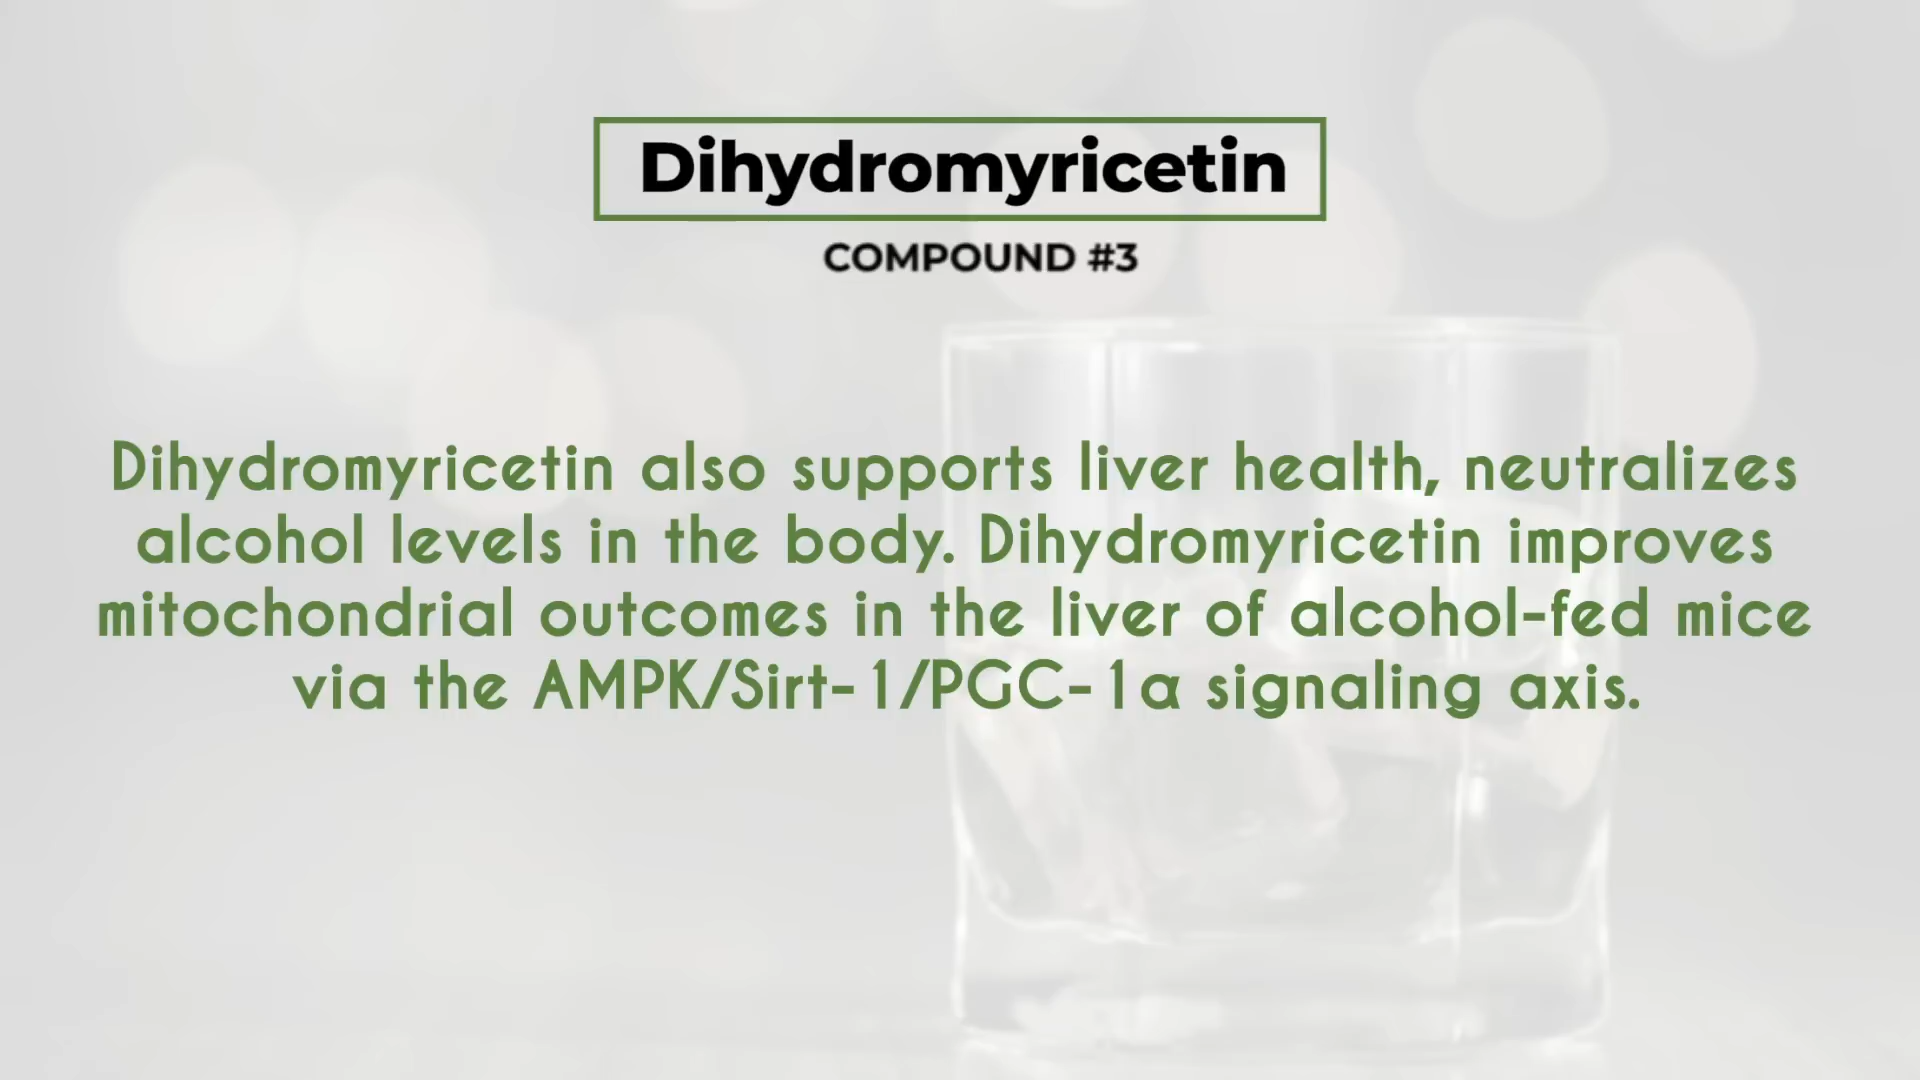 Dihydromyricetin
COMPOUND #3
Dihydromyricetin also supports liver health, neutralizes
alcohol levels in the body. Dihydromyricetin improves
mitochondrial outcomes in the liver of alcohol-fed mice
via the AMPK/Sirt-1/PGC-1α signaling axis.